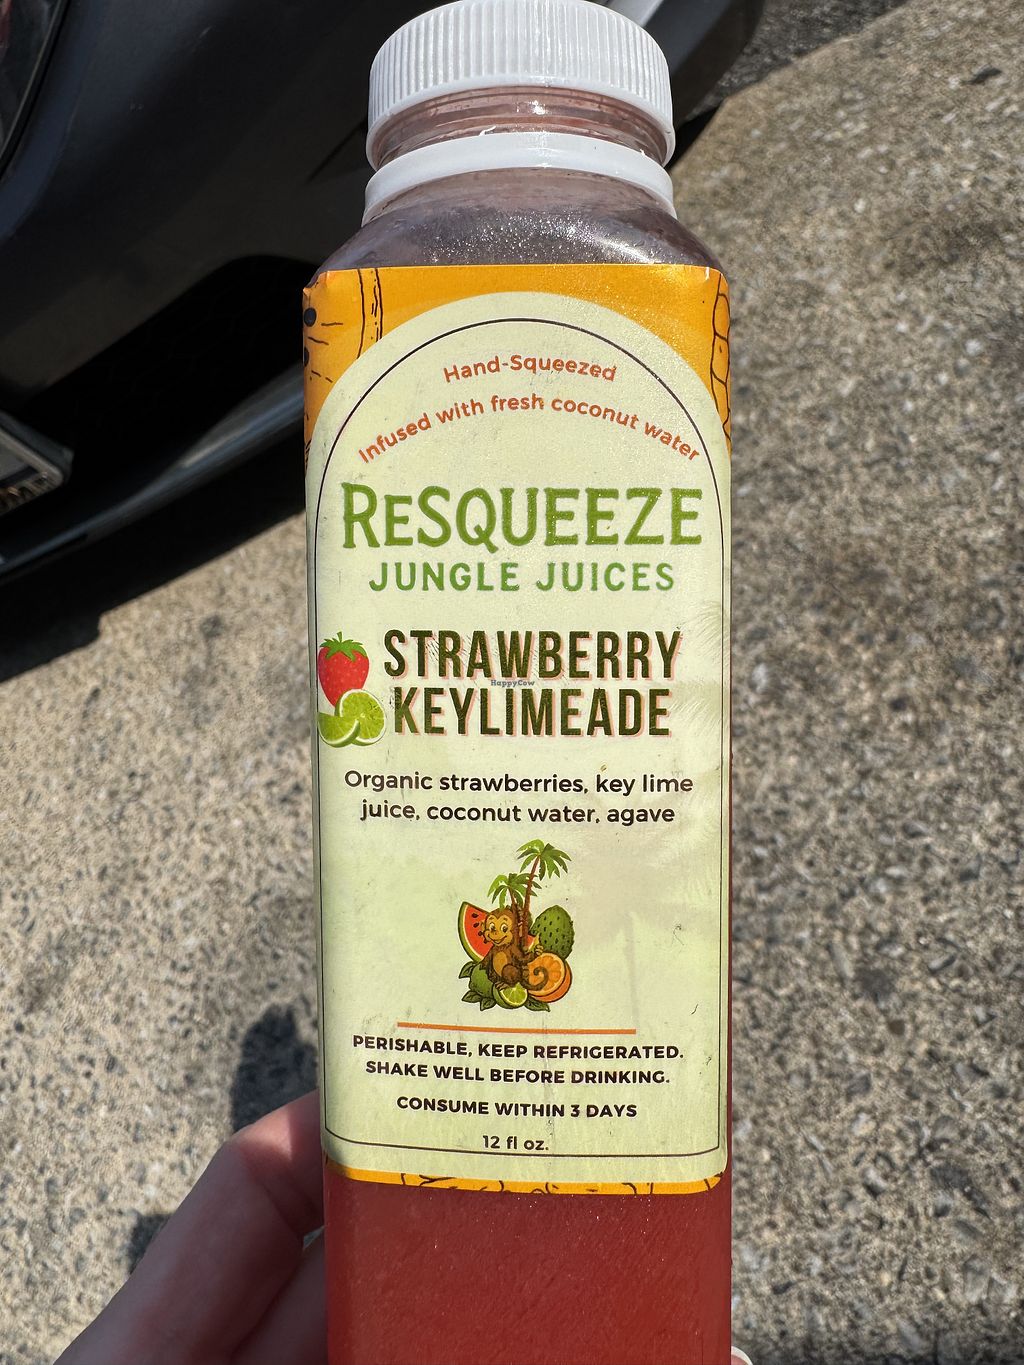 Hand-Squeezed
Infused with fresh coconut water
RESQUEEZE
JUNGLE JUICES
STRAWBERRY
HappyCow
KEYLIMEADE
Organic strawberries, key lime
juice, coconut water, agave
PERISHABLE, KEEP REFRIGERATED.
SHAKE WELL BEFORE DRINKING.
CONSUME WITHIN 3 DAYS
12 fl oz.